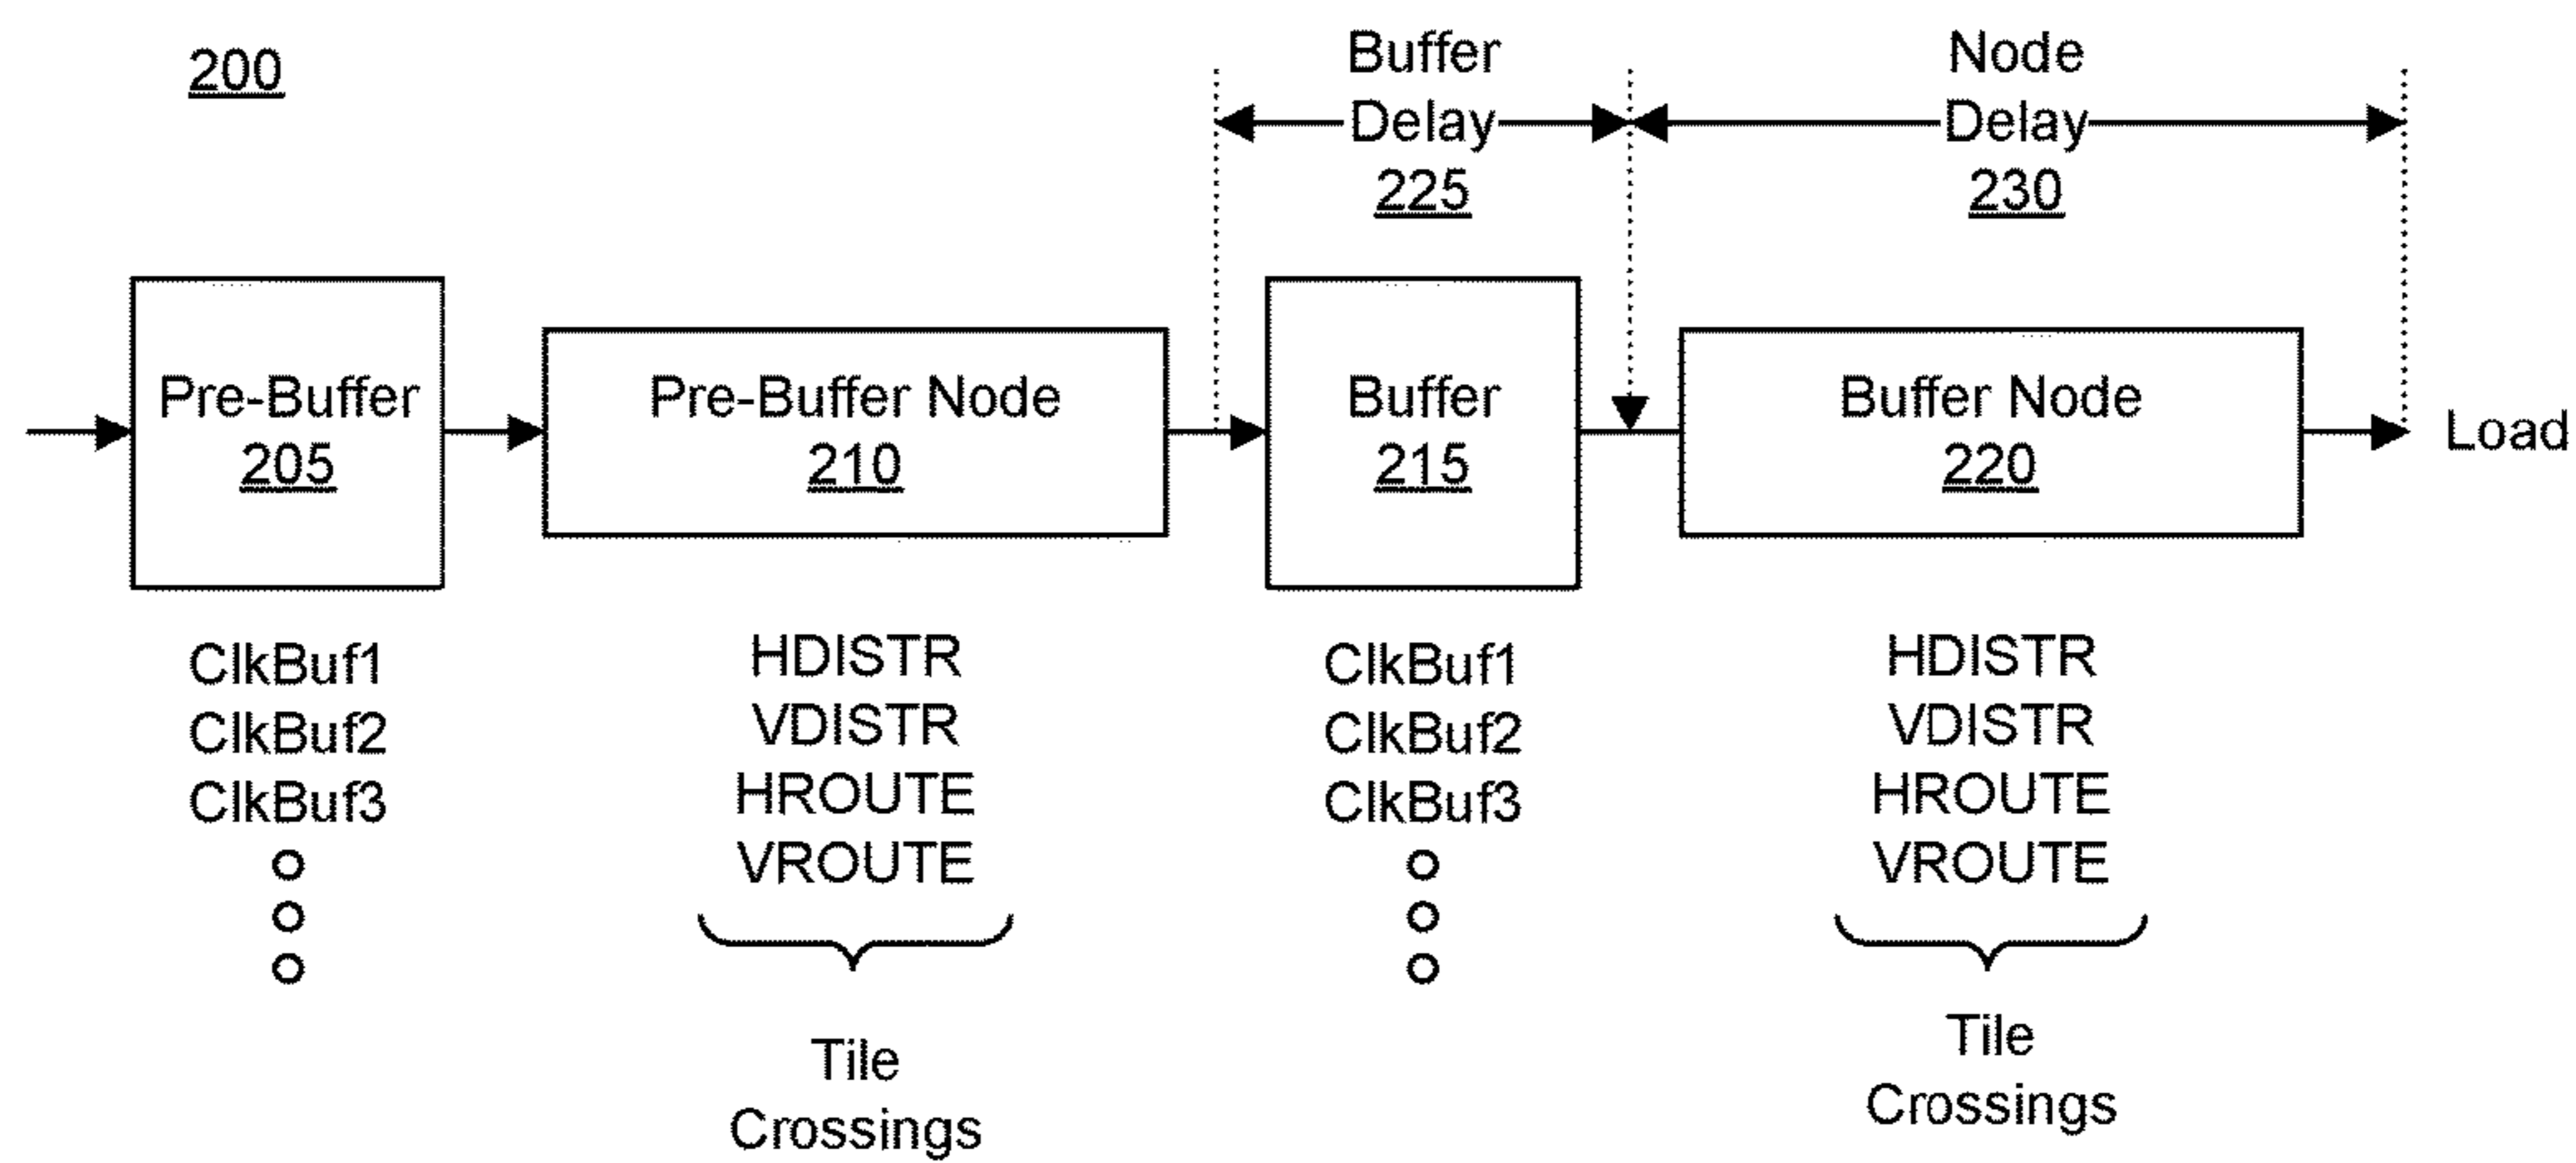 200
Buffer
Delay
225
Node
Delay
230
Pre-Buffer
205
Pre-Buffer Node
210
Buffer
215
Buffer Node
220
Load
ClkBuf1
ClkBuf2
ClkBuf3
HDISTR
VDISTR
HROUTE
VROUTE
Tile
Crossings
ClkBuf1
ClkBuf2
ClkBuf3
HDISTR
VDISTR
HROUTE
VROUTE
Tile
Crossings